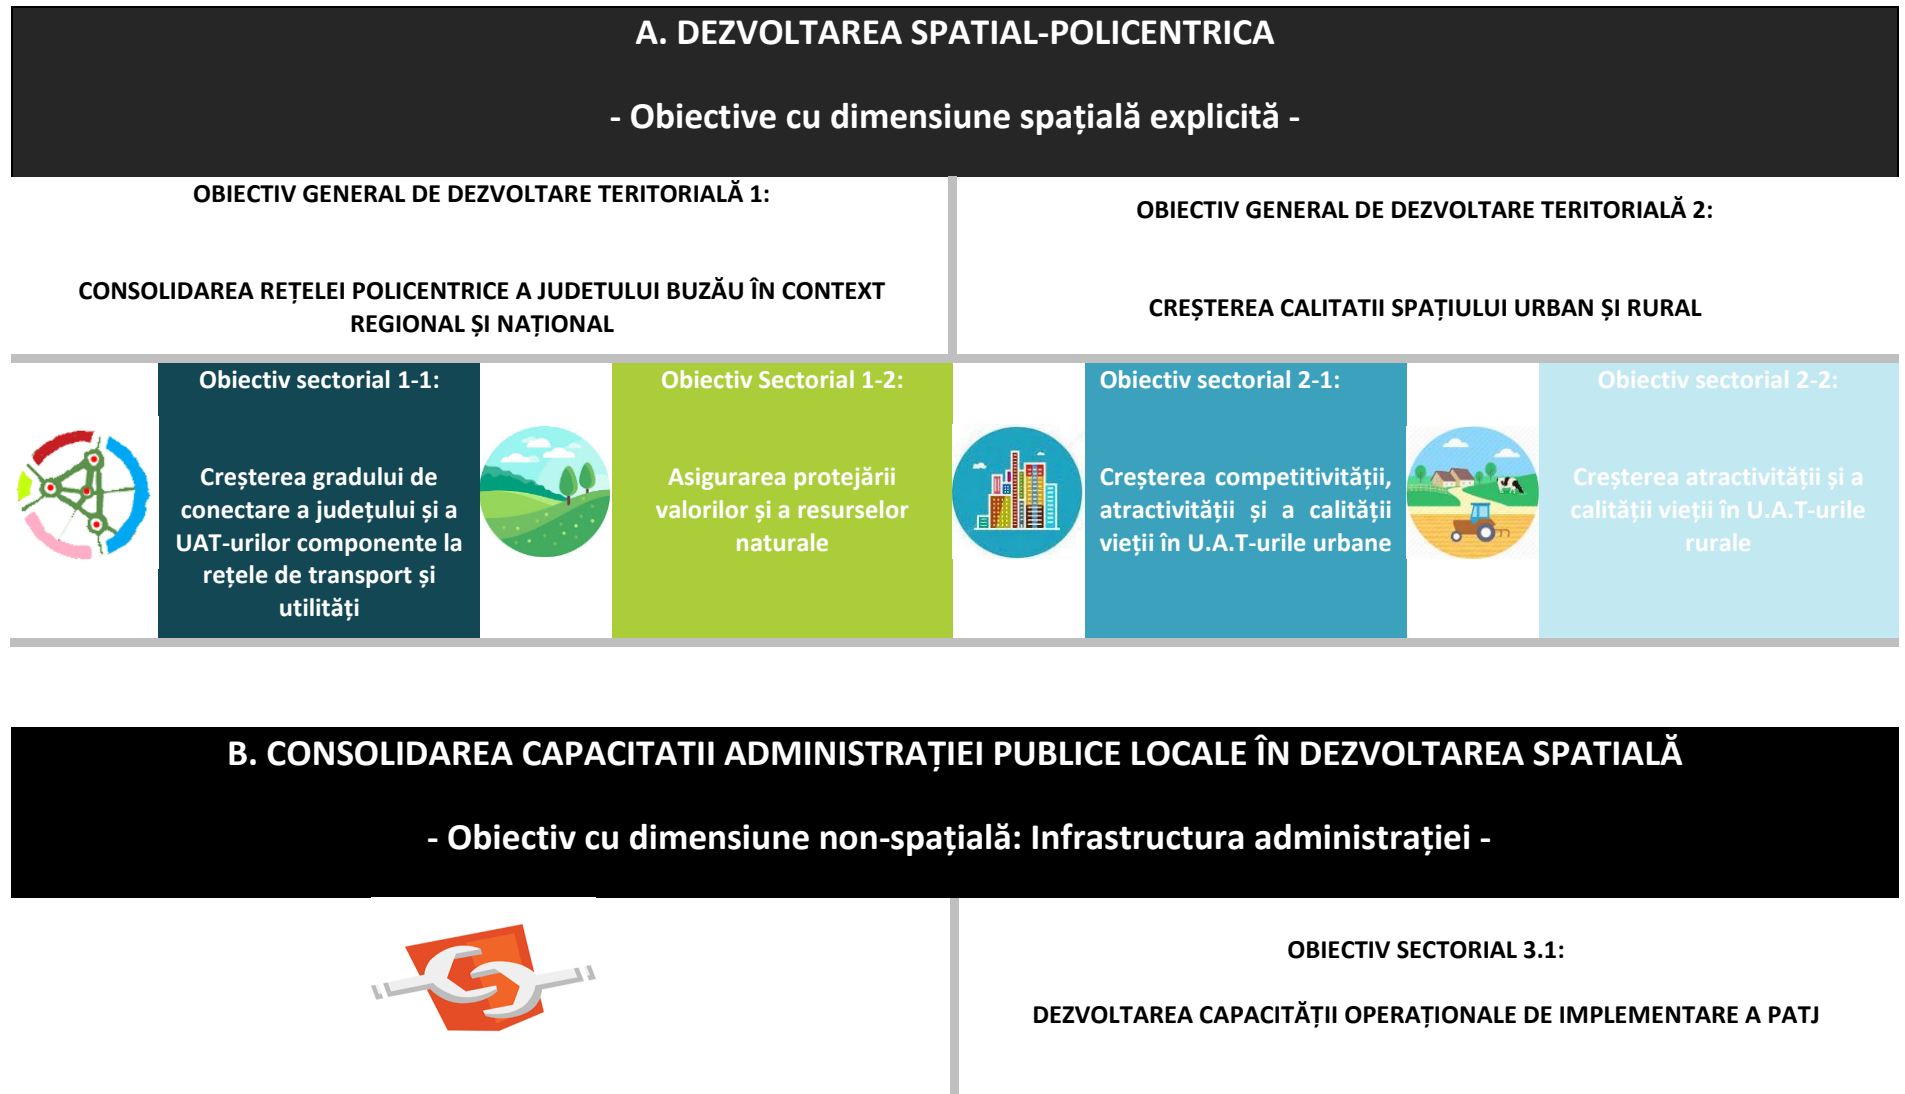 A. DEZVOLTAREA SPATIAL-POLICENTRICA
- Obiective cu dimensiune spațială explicită -
OBIECTIV GENERAL DE DEZVOLTARE TERITORIALĂ 1:
CONSOLIDAREA REȚELEI POLICENTRICE A JUDETULUI BUZĂU ÎN CONTEXT
REGIONAL ȘI NAȚIONAL
OBIECTIV GENERAL DE DEZVOLTARE TERITORIALĂ 2:
CREȘTEREA CALITATII SPAȚIULUI URBAN ȘI RURAL
Obiectiv sectorial 1-1:
Creșterea gradului de
conectare a județului și a
UAT-urilor componente la
rețele de transport și
utilități
Obiectiv Sectorial 1-2:
Asigurarea protejării
valorilor și a resurselor
naturale
Obiectiv sectorial 2-1:
Creșterea competitivității,
atractivității și a calității
vieții în U.A.T-urile urbane
Obiectiv sectorial 2-2:
Creșterea atractivității și a
calității vieții în U.A.T-urile
rurale
B. CONSOLIDAREA CAPACITATII ADMINISTRAȚIEI PUBLICE LOCALE ÎN DEZVOLTAREA SPATIALĂ
- Obiectiv cu dimensiune non-spațială: Infrastructura administrației -
OBIECTIV SECTORIAL 3.1:
DEZVOLTAREA CAPACITĂȚII OPERAȚIONALE DE IMPLEMENTARE A PATJ